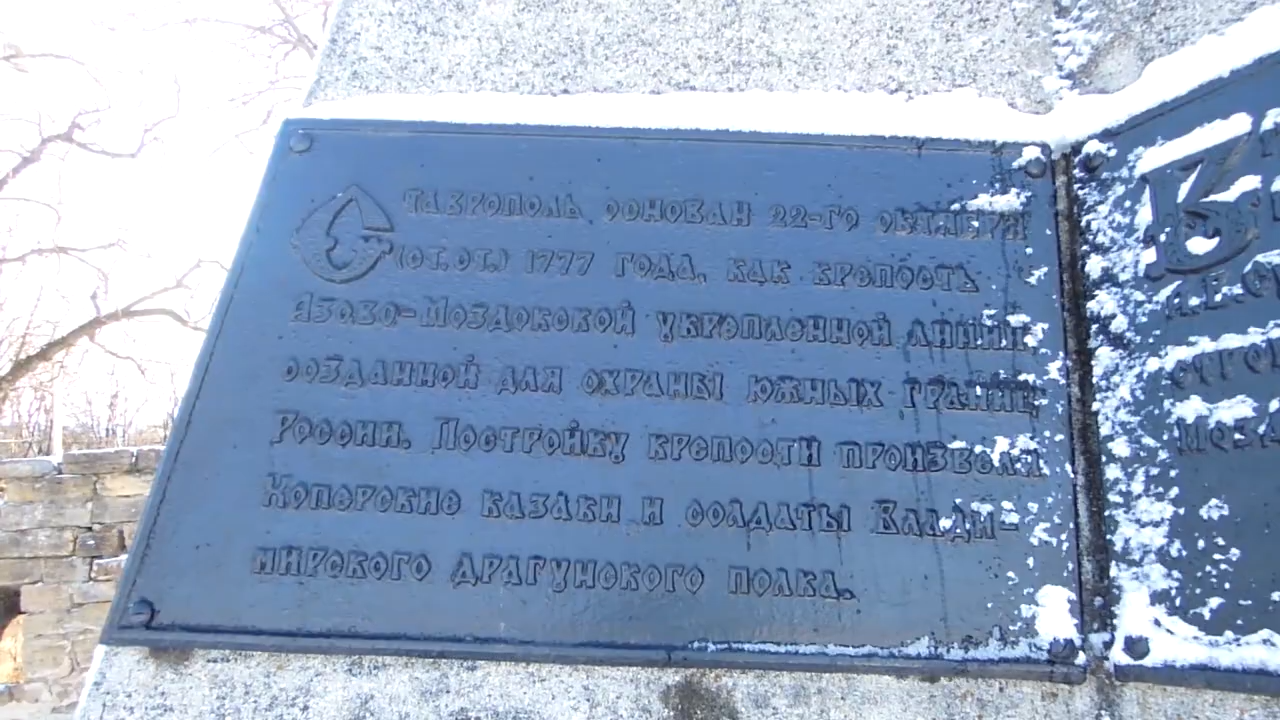 Ставрополь основан 22-го октября
(ст.ст.) 1777 года, как крепость
Азово-Моздокской укрепленной линии,
созданной для охраны южных границ
России. Постройку крепости произвели
Хоперские казаки и солдаты Влади-
мирского драгунского полка.